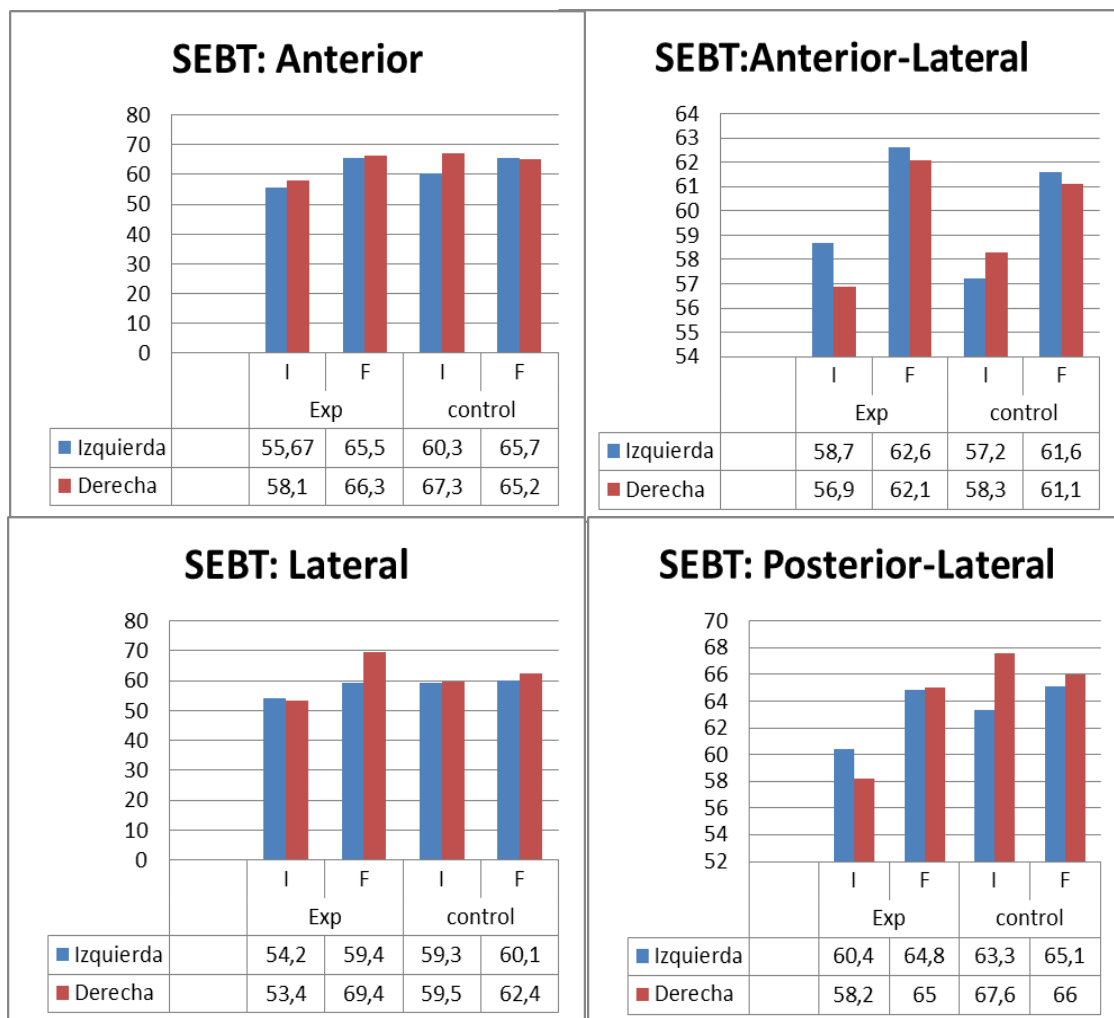 SEBT: Anterior
80
70
60
50
40
30
20
10
0
I F I F
Exp control
Izquierda 55,67 65,5 60,3 65,7
Derecha 58,1 66,3 67,3 65,2
SEBT:Anterior-Lateral
64
63
62
61
60
59
58
57
56
55
54
I F I F
Exp control
Izquierda 58,7 62,6 57,2 61,6
Derecha 56,9 62,1 58,3 61,1
SEBT: Lateral
80
70
60
50
40
30
20
10
0
I F I F
Exp control
Izquierda 54,2 59,4 59,3 60,1
Derecha 53,4 69,4 59,5 62,4
SEBT: Posterior-Lateral
70
68
66
64
62
60
58
56
54
52
I F I F
Exp control
Izquierda 60,4 64,8 63,3 65,1
Derecha 58,2 65 67,6 66